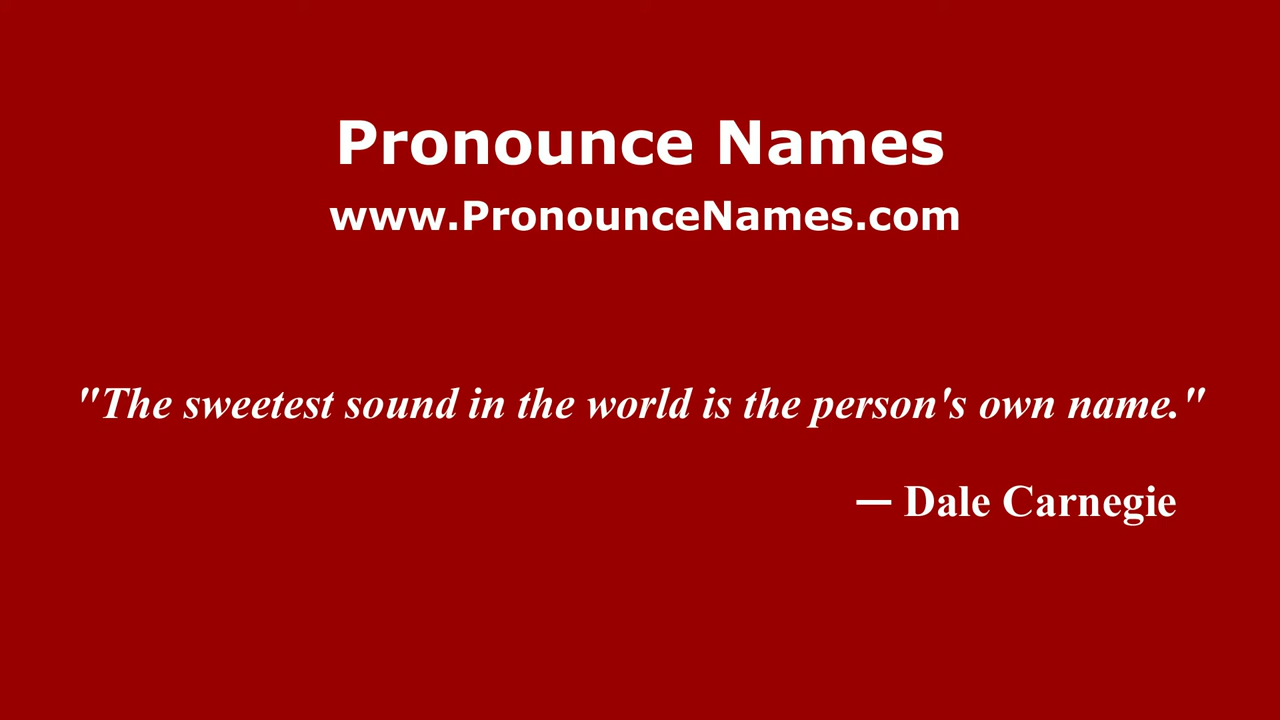 Pronounce Names
www.PronounceNames.com
"The sweetest sound in the world is the person's own name."
— Dale Carnegie